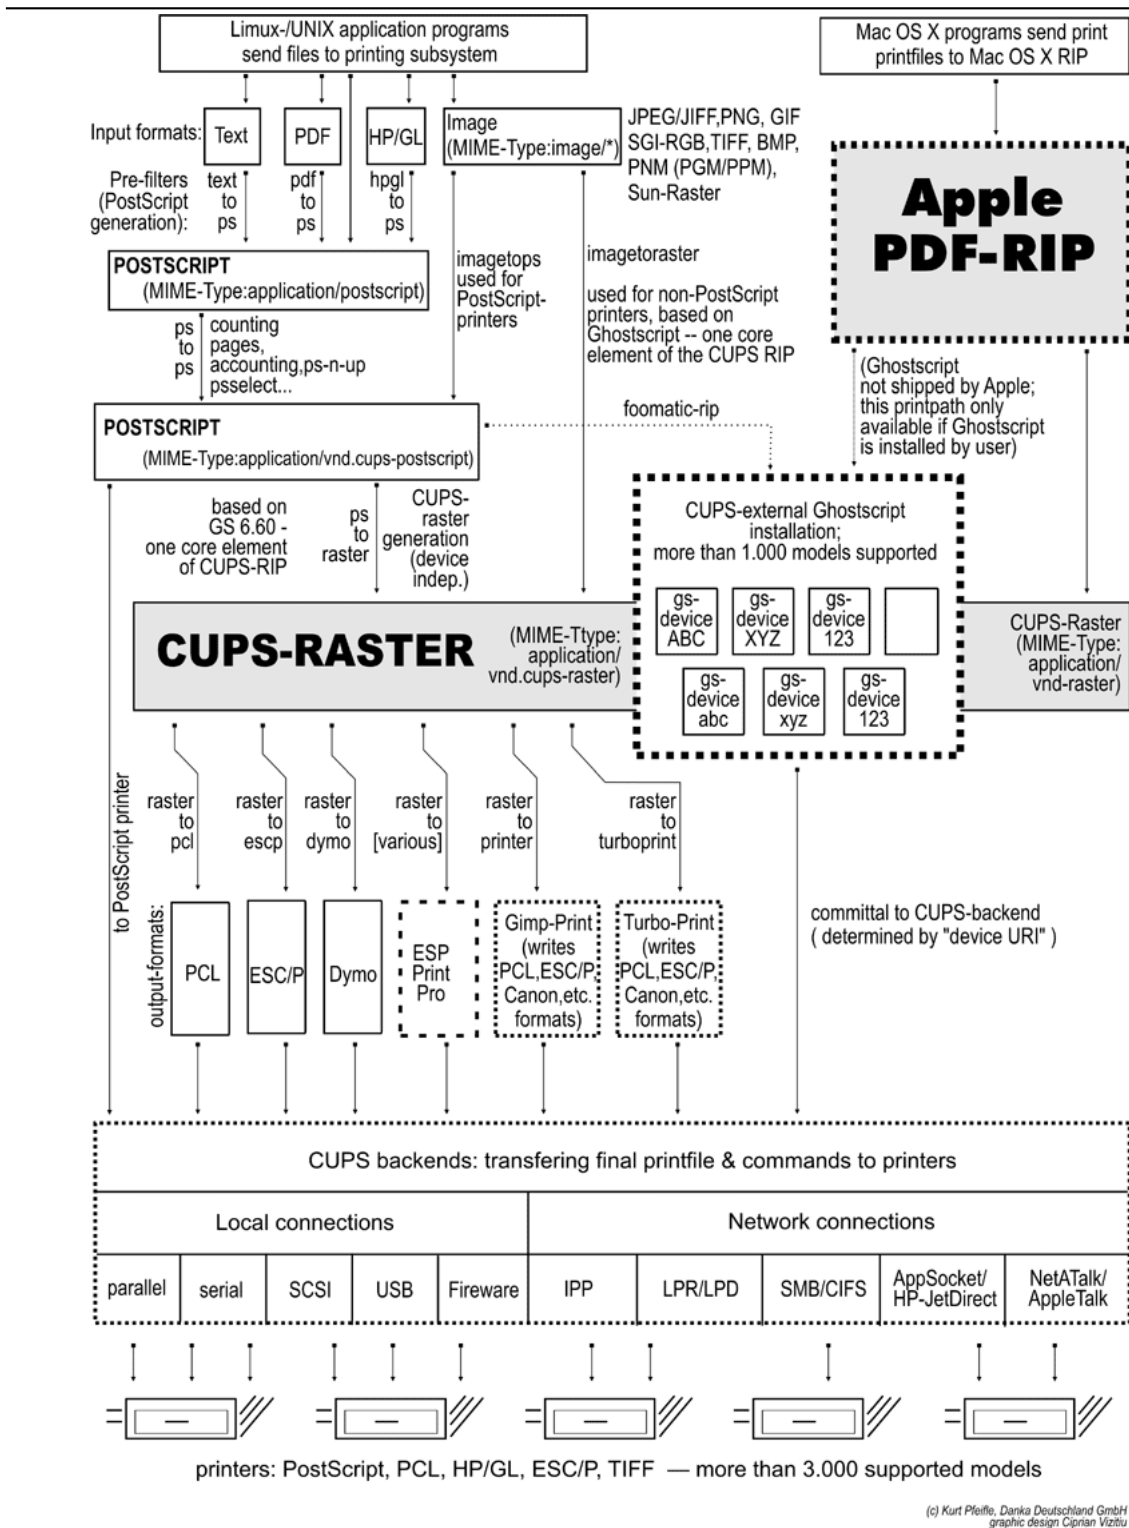 Limux-/UNIX application programs
send files to printing subsystem
Mac OS X programs send print
printfiles to Mac OS X RIP
Input formats:
Text
PDF
HP/GL
Image
(MIME-Type:image/*)
JPEG/JIFF,PNG, GIF
SGI-RGB,TIFF, BMP,
PNM (PGM/PPM),
Sun-Raster
Pre-filters
(PostScript
generation):
text
to
ps
pdf
to
ps
hpgl
to
ps
Apple
PDF-RIP
POSTSCRIPT
(MIME-Type:application/postscript)
imagetops
used for
PostScript-
printers
imagetoraster
used for non-PostScript
printers, based on
Ghostscript -- one core
element of the CUPS RIP
ps
to
ps
counting
pages,
accounting,ps-n-up
psselect...
(Ghostscript
not shipped by Apple;
this printpath only
available if Ghostscript
is installed by user)
foomatic-rip
POSTSCRIPT
(MIME-Type:application/vnd.cups-postscript)
based on
GS 6.60 -
one core element
of CUPS-RIP
ps
to
raster
CUPS-
raster
generation
(device
indep.)
CUPS-external Ghostscript
installation;
more than 1.000 models supported
gs-
device
ABC
gs-
device
XYZ
gs-
device
123
gs-
device
abc
gs-
device
xyz
gs-
device
123
CUPS-RASTER
(MIME-Ttype:
application/
vnd.cups-raster)
CUPS-Raster
(MIME-Type:
application/
vnd-raster)
to PostScript printer
raster
to
pcl
raster
to
escp
raster
to
dymo
raster
to
[various]
raster
to
printer
raster
to
turboprint
output-formats:
PCL
ESC/P
Dymo
ESP
Print
Pro
Gimp-Print
(writes
PCL,ESC/P,
Canon,etc.
formats)
Turbo-Print
(writes
PCL,ESC/P,
Canon,etc.
formats)
committal to CUPS-backend
( determined by "device URI" )
CUPS backends: transfering final printfile & commands to printers
Local connections
Network connections
parallel
serial
SCSI
USB
Fireware
IPP
LPR/LPD
SMB/CIFS
AppSocket/
HP-JetDirect
NetATalk/
AppleTalk
printers: PostScript, PCL, HP/GL, ESC/P, TIFF — more than 3.000 supported models
(c) Kurt Pfeifle, Danka Deutschland GmbH
graphic design Ciprian Vizitiu